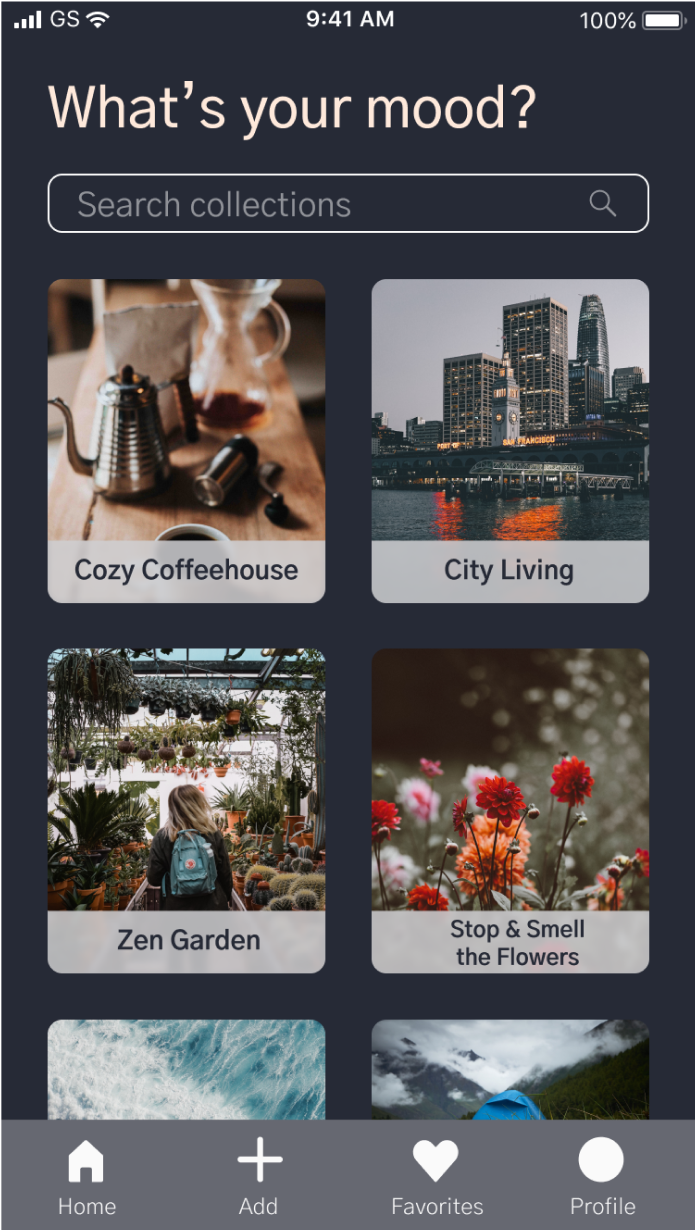 GS 9:41 AM 100%
What’s your mood?
Search collections
PORT OF SAN FRANCISCO
Cozy Coffeehouse
City Living
Zen Garden
Stop & Smell
the Flowers
Home Add Favorites Profile